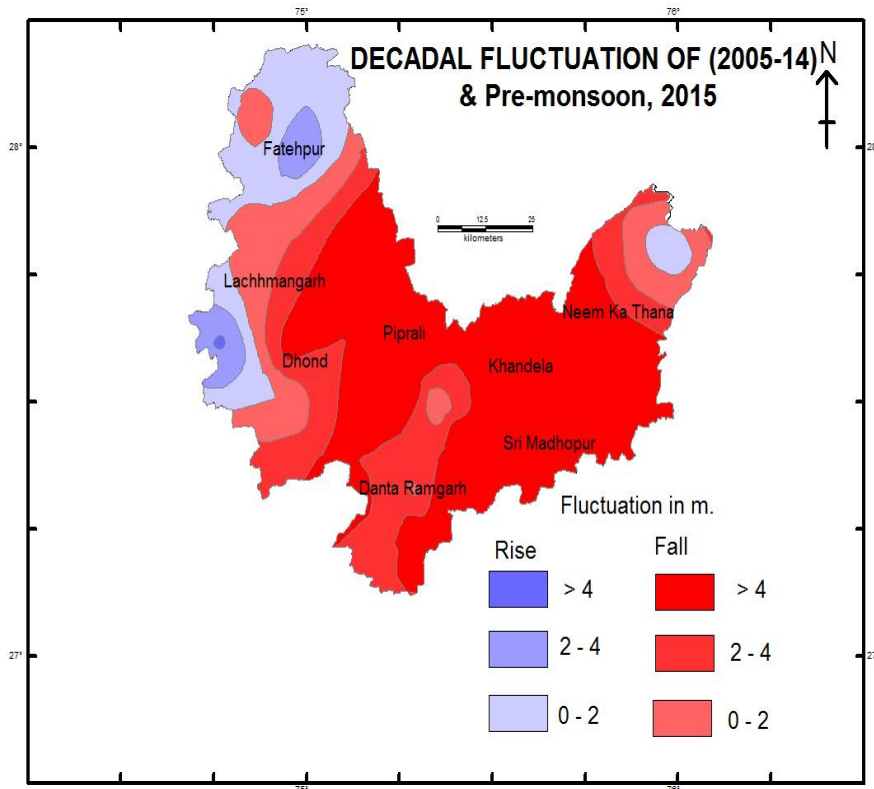 75°
76°
DECADAL FLUCTUATION OF (2005-14)
& Pre-monsoon, 2015
N
28°
Fatehpur
28
0 12.5 25
kilometers
Lachhmangarh
Neem Ka Thana
Piprali
Dhond
Khandela
Sri Madhopur
Danta Ramgarh
Fluctuation in m.
Rise
Fall
> 4
> 4
2 - 4
2 - 4
0 - 2
0 - 2
27°
27
75°
76°